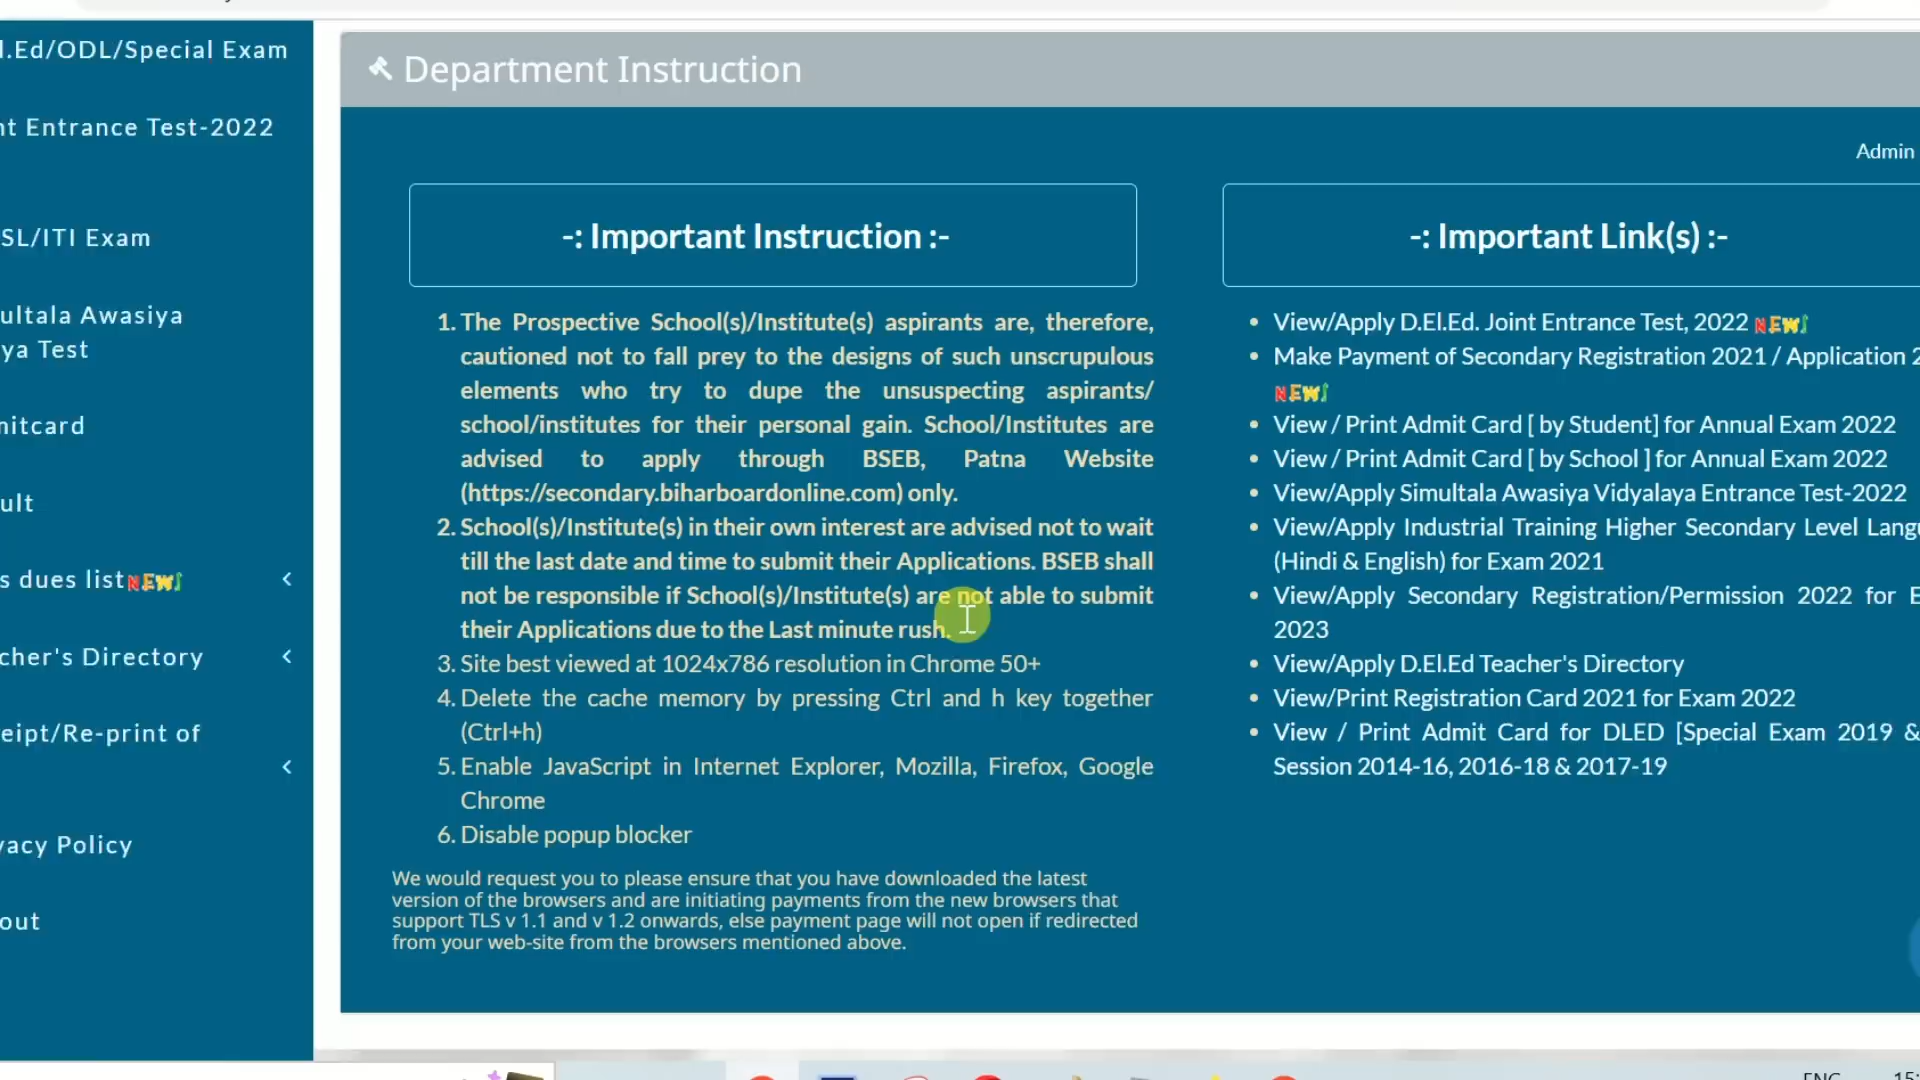 l.Ed/ODL/Special Exam
nt Entrance Test-2022
SL/ITI Exam
ultala Awasiya
ya Test
mitcard
ult
s dues list NEW!
cher's Directory
eipt/Re-print of
vacy Policy
out
Department Instruction
Admin
-: Important Instruction :-
1. The Prospective School(s)/Institute(s) aspirants are, therefore,
cautioned not to fall prey to the designs of such unscrupulous
elements who try to dupe the unsuspecting aspirants/
school/institutes for their personal gain. School/Institutes are
advised to apply through BSEB, Patna Website
(https://secondary.biharboardonline.com) only.
2. School(s)/Institute(s) in their own interest are advised not to wait
till the last date and time to submit their Applications. BSEB shall
not be responsible if School(s)/Institute(s) are not able to submit
their Applications due to the Last minute rush.
3. Site best viewed at 1024x786 resolution in Chrome 50+
4. Delete the cache memory by pressing Ctrl and h key together
(Ctrl+h)
5. Enable JavaScript in Internet Explorer, Mozilla, Firefox, Google
Chrome
6. Disable popup blocker
We would request you to please ensure that you have downloaded the latest
version of the browsers and are initiating payments from the new browsers that
support TLS v 1.1 and v 1.2 onwards, else payment page will not open if redirected
from your web-site from the browsers mentioned above.
-: Important Link(s) :-
View/Apply D.El.Ed. Joint Entrance Test, 2022 NEW!
Make Payment of Secondary Registration 2021 / Application 2
NEW!
View / Print Admit Card [ by Student] for Annual Exam 2022
View / Print Admit Card [ by School ] for Annual Exam 2022
View/Apply Simultala Awasiya Vidyalaya Entrance Test-2022
View/Apply Industrial Training Higher Secondary Level Langu
(Hindi & English) for Exam 2021
View/Apply Secondary Registration/Permission 2022 for E
2023
View/Apply D.El.Ed Teacher's Directory
View/Print Registration Card 2021 for Exam 2022
View / Print Admit Card for DLED [Special Exam 2019 &
Session 2014-16, 2016-18 & 2017-19
ENG
15: